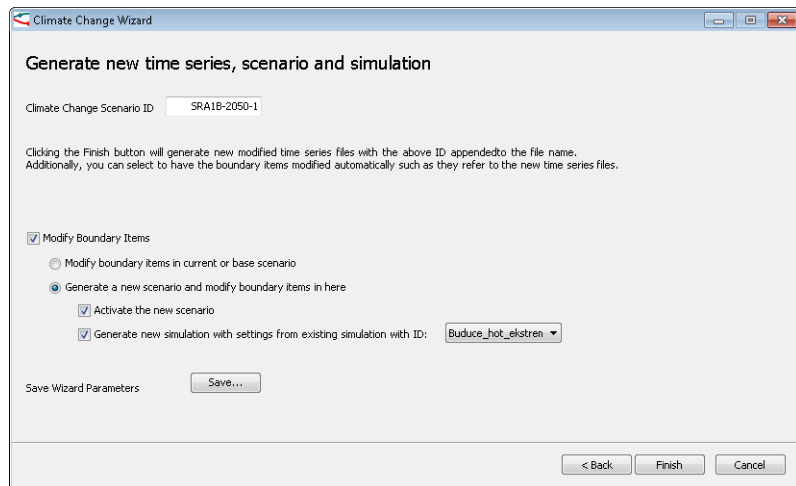 Climate Change Wizard
Generate new time series, scenario and simulation
Climate Change Scenario ID SRA1B-2050-1
Clicking the Finish button will generate new modified time series files with the above ID appendedto the file name.
Additionally, you can select to have the boundary items modified automatically such as they refer to the new time series files.
Modify Boundary Items
Modify boundary items in current or base scenario
Generate a new scenario and modify boundary items in here
Activate the new scenario
Generate new simulation with settings from existing simulation with ID: Buduce_hot_ekstren
Save Wizard Parameters Save...
< Back Finish Cancel